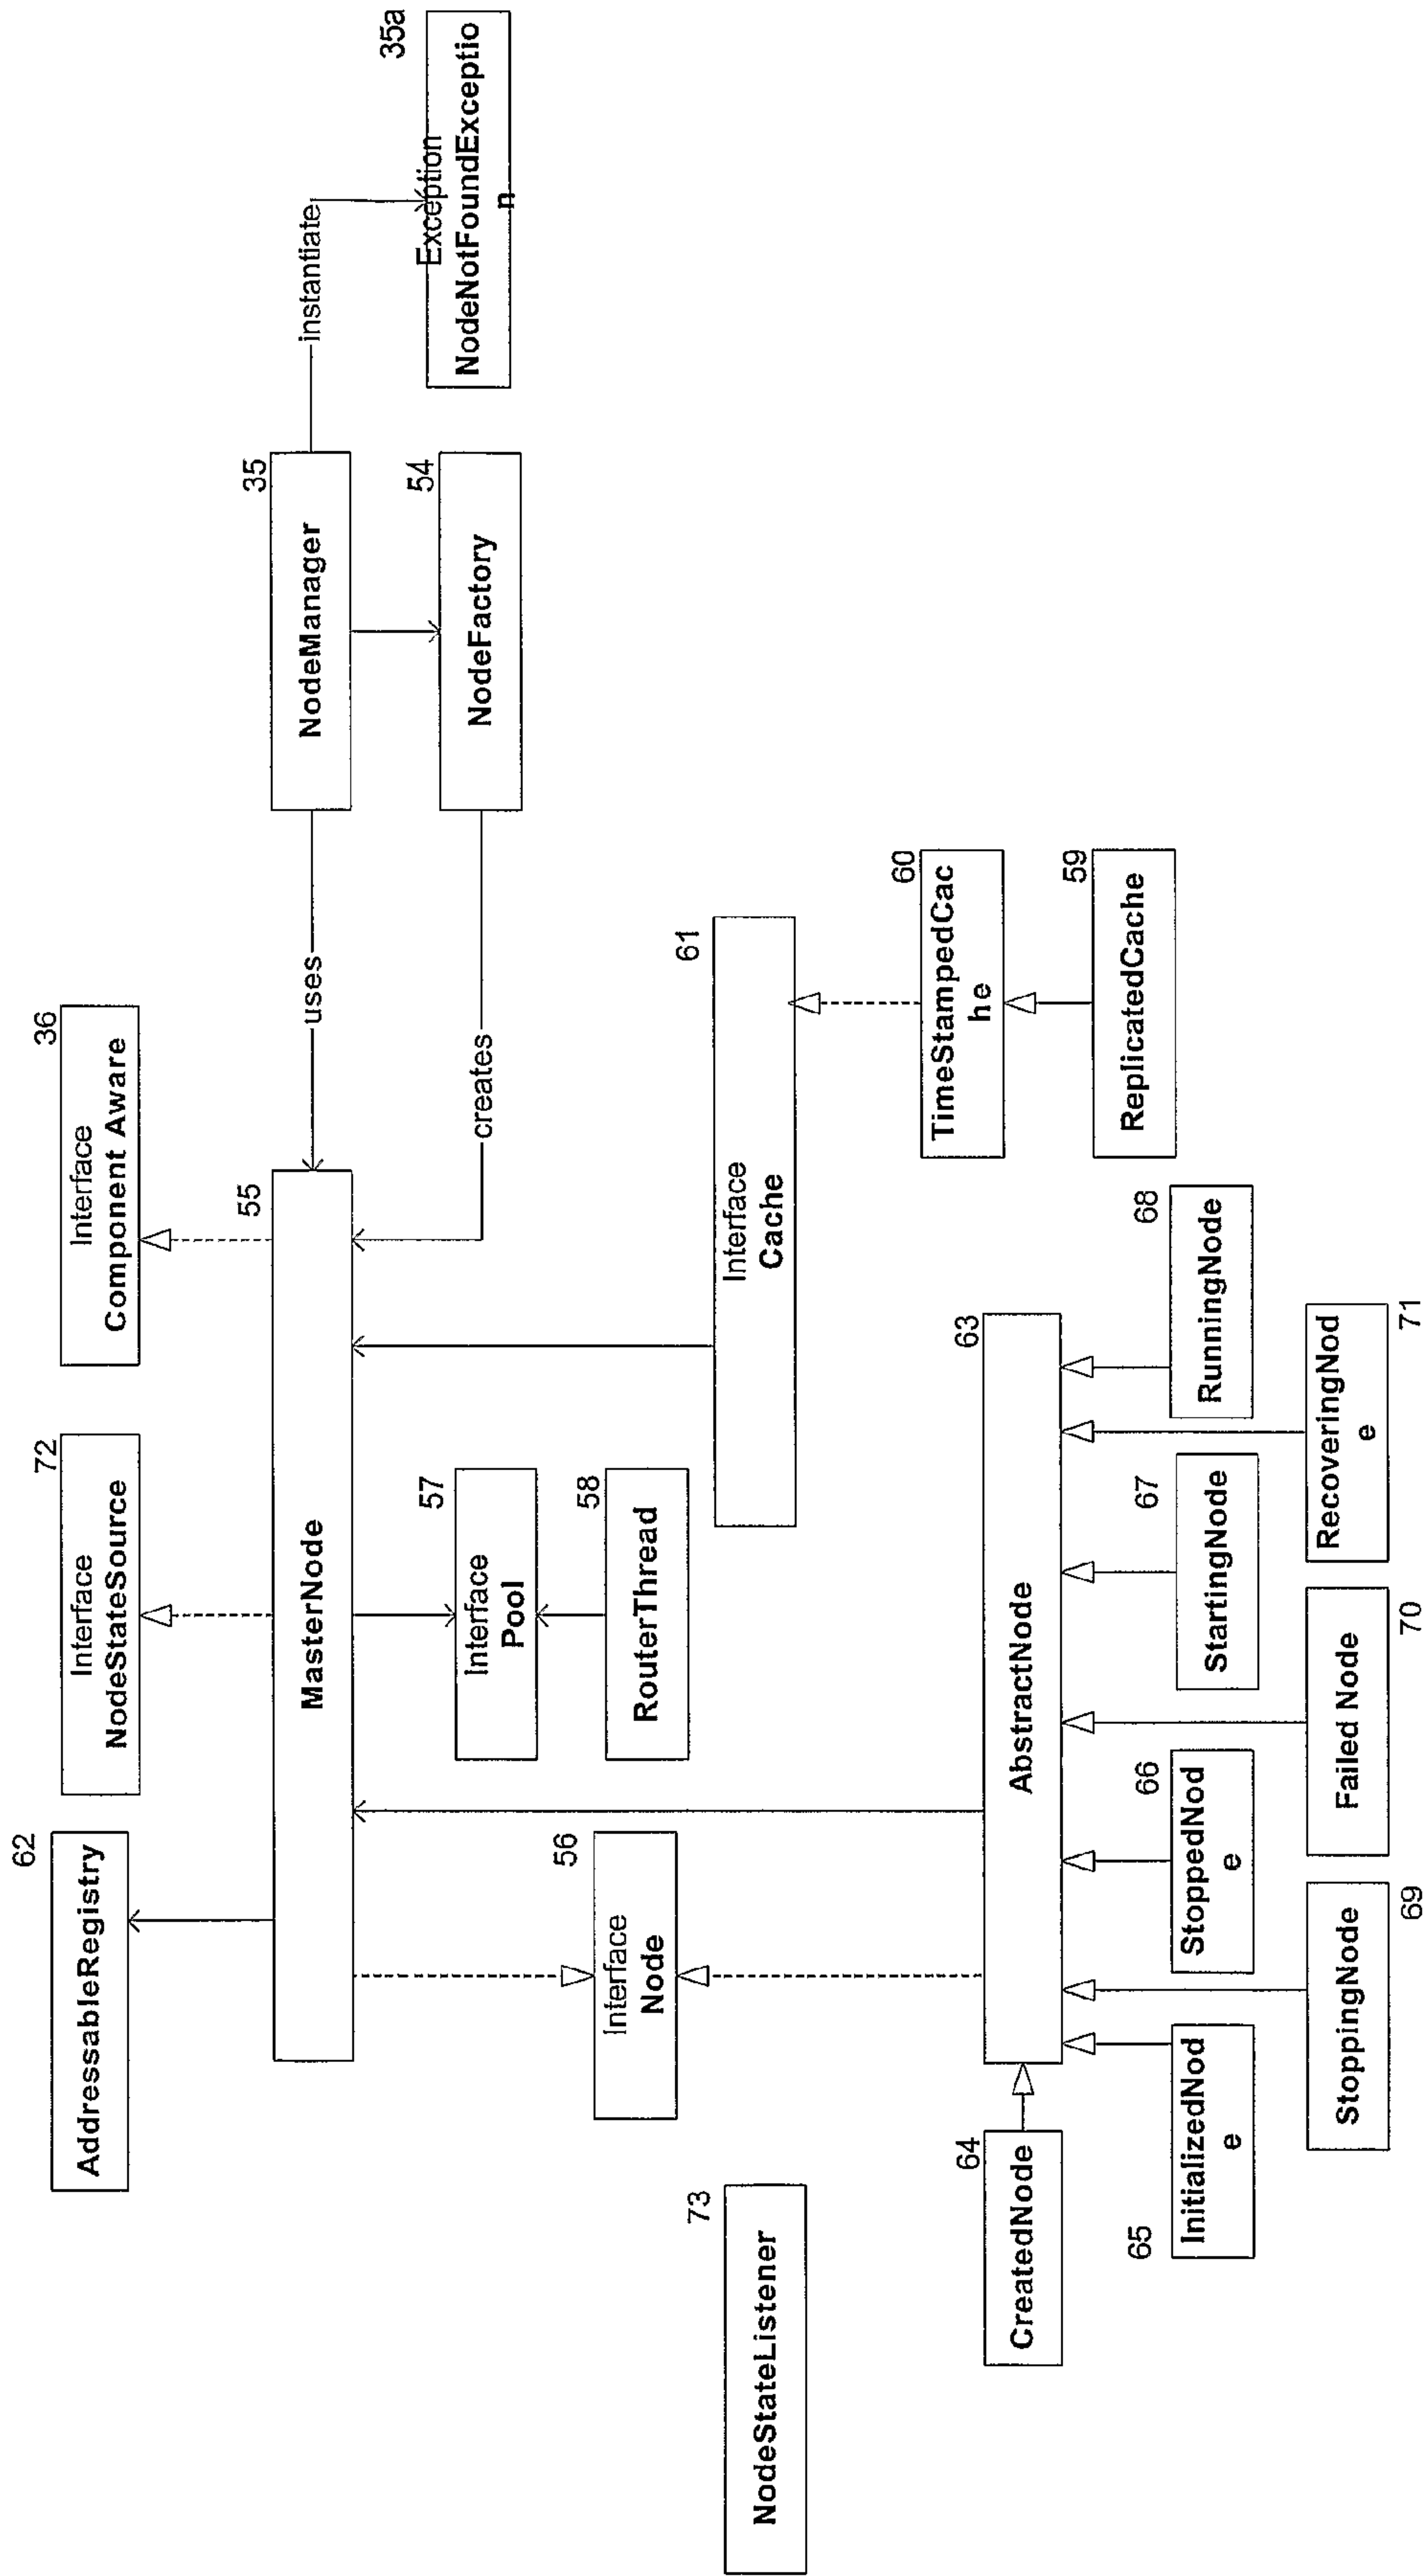 62
AddressableRegistry
72
Interface
NodeStateSource
36
Interface
Component Aware
55
MasterNode
uses
35
NodeManager
instantiate
35a
Exception
NodeNotFoundExceptio
n
creates
54
NodeFactory
56
Interface
Node
57
Interface
Pool
58
RouterThread
61
Interface
Cache
60
TimeStampedCac
he
59
ReplicatedCache
73
NodeStateListener
64
CreatedNode
63
AbstractNode
65
InitializedNod
e
66
StoppedNod
e
67
StartingNode
68
RunningNode
StoppingNode
69
Failed Node
70
RecoveringNod
e
71